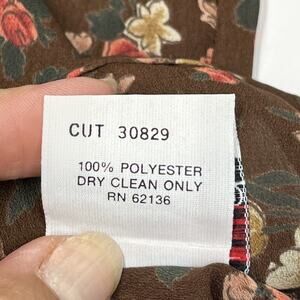 CUT 30829
100% POLYESTER
DRY CLEAN ONLY
RN 62136